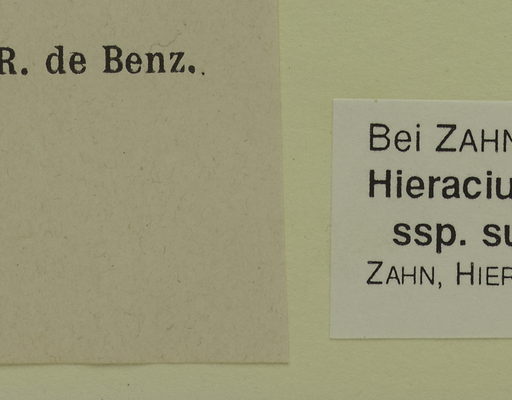 R. de Benz.
Bei ZAHN
Hieraciu
ssp. su
ZAHN, HIER